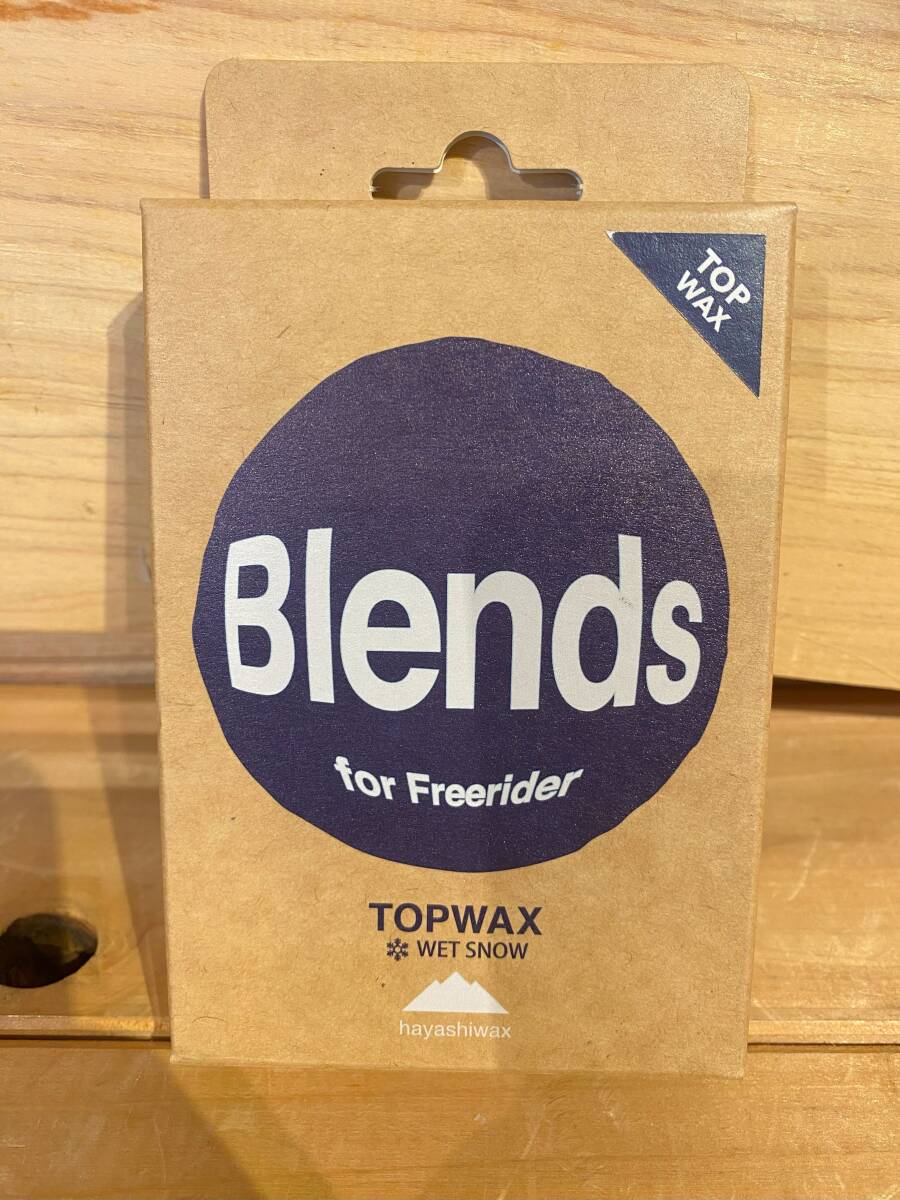 TOP
WAX
Blends
for Freerider
TOPWAX
WET SNOW
hayashiwax